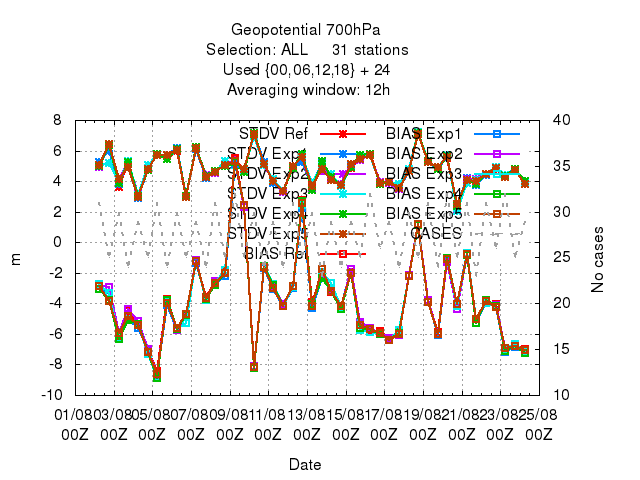 Geopotential 700hPa
Selection: ALL 31 stations
Used {00,06,12,18} + 24
Averaging window: 12h
STDV Ref BIAS Exp1
STDV Exp1 BIAS Exp2
STDV Exp2 BIAS Exp3
STDV Exp3 BIAS Exp4
STDV Exp4 BIAS Exp5
STDV Exp5 CASES
BIAS Ref
8
6
4
2
0
-2
-4
-6
-8
-10
m
40
35
30
25
20
15
10
No cases
01/08 03/08 05/08 07/08 09/08 11/08 13/08 15/08 17/08 19/08 21/08 23/08 25/08
00Z 00Z 00Z 00Z 00Z 00Z 00Z 00Z 00Z 00Z 00Z 00Z 00Z
Date